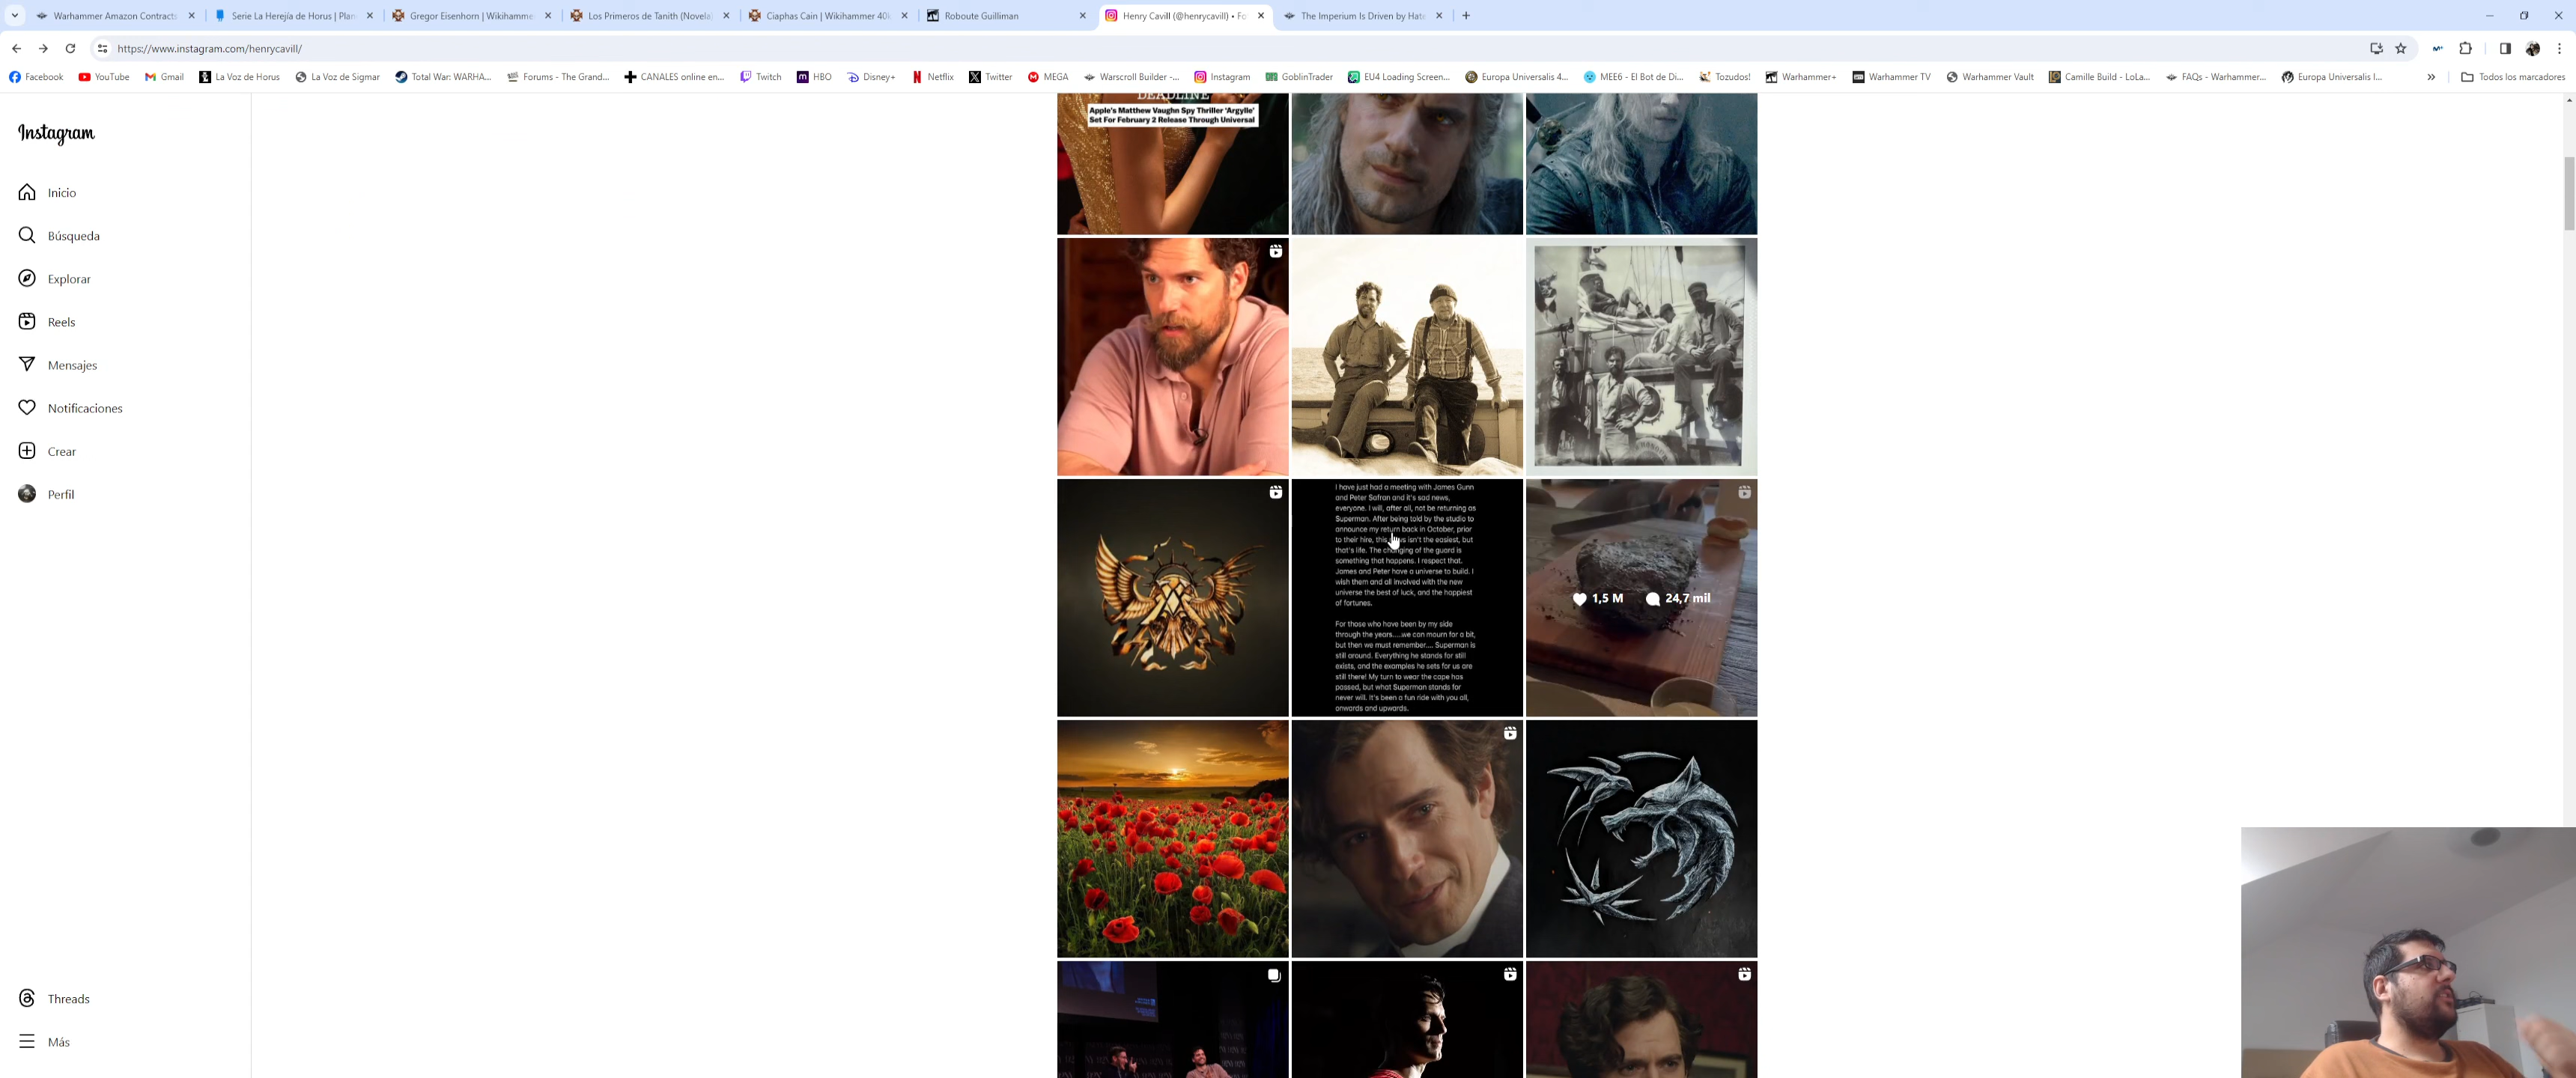 Warhammer Amazon Contracts
Serie La Herejía de Horus | Plan
Gregor Eisenhorn | Wikihamme
Los Primeros de Tanith (Novela)
Ciaphas Cain | Wikihammer 40k
Roboute Guilliman
Henry Cavill (@henrycavill) • Fo
The Imperium Is Driven by Hate
https://www.instagram.com/henrycavill/
Facebook
YouTube
Gmail
La Voz de Horus
La Voz de Sigmar
Total War: WARHA...
Forums - The Grand...
CANALES online en...
Twitch
HBO
Disney+
Netflix
Twitter
MEGA
Warscroll Builder -...
Instagram
GoblinTrader
EU4 Loading Screen...
Europa Universalis 4...
MEE6 - El Bot de Di...
Tozudos!
Warhammer+
Warhammer TV
Warhammer Vault
Camille Build - LoLa...
FAQs - Warhammer...
Europa Universalis I...
Todos los marcadores
Instagram
Inicio
Búsqueda
Explorar
Reels
Mensajes
Notificaciones
Crear
Perfil
Threads
Más
DEADLINE
Apple's Matthew Vaughn Spy Thriller 'Argylle'
Set For February 2 Release Through Universal
I have just had a meeting with James Gunn
and Peter Safran and it's sad news,
everyone. I will, after all, not be returning as
Superman. After being told by the studio to
announce my return back in October, prior
to their hire, this news isn't the easiest, but
that's life. The changing of the guard is
something that happens. I respect that.
James and Peter have a universe to build. I
wish them and all involved with the new
universe the best of luck, and the happiest
of fortunes.
For those who have been by my side
through the years.....we can mourn for a bit,
but then we must remember.... Superman is
still around. Everything he stands for still
exists, and the examples he sets for us are
still there! My turn to wear the cape has
passed, but what Superman stands for
never will. It's been a fun ride with you all,
onwards and upwards.
1,5 M
24,7 mil